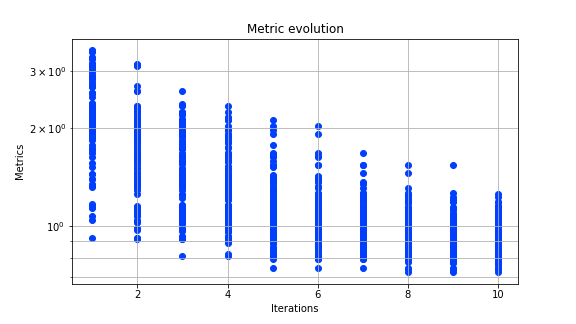 Metric evolution
3 × 10⁰
2 × 10⁰
10⁰
Metrics
2
4
6
8
10
Iterations